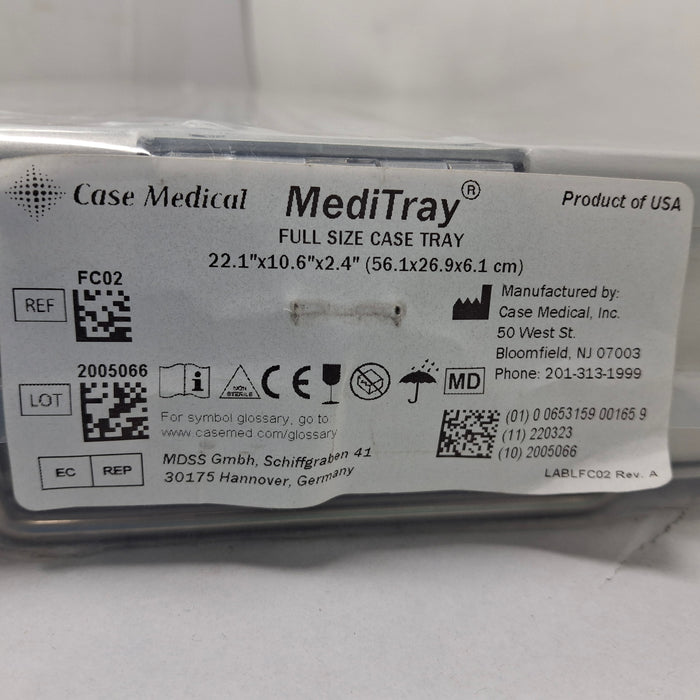 Case Medical
MediTray®
Product of USA
FULL SIZE CASE TRAY
22.1"x10.6"x2.4" (56.1x26.9x6.1 cm)
REF
FC02
Manufactured by:
Case Medical, Inc.
50 West St.
Bloomfield, NJ 07003
Phone: 201-313-1999
LOT
2005066
NON
STERILE
CE
MD
For symbol glossary, go to:
www.casemed.com/glossary
(01) 0 0653159 00165 9
(11) 220323
(10) 2005066
EC REP
MDSS Gmbh, Schiffgraben 41
30175 Hannover, Germany
LABLFC02 Rev. A